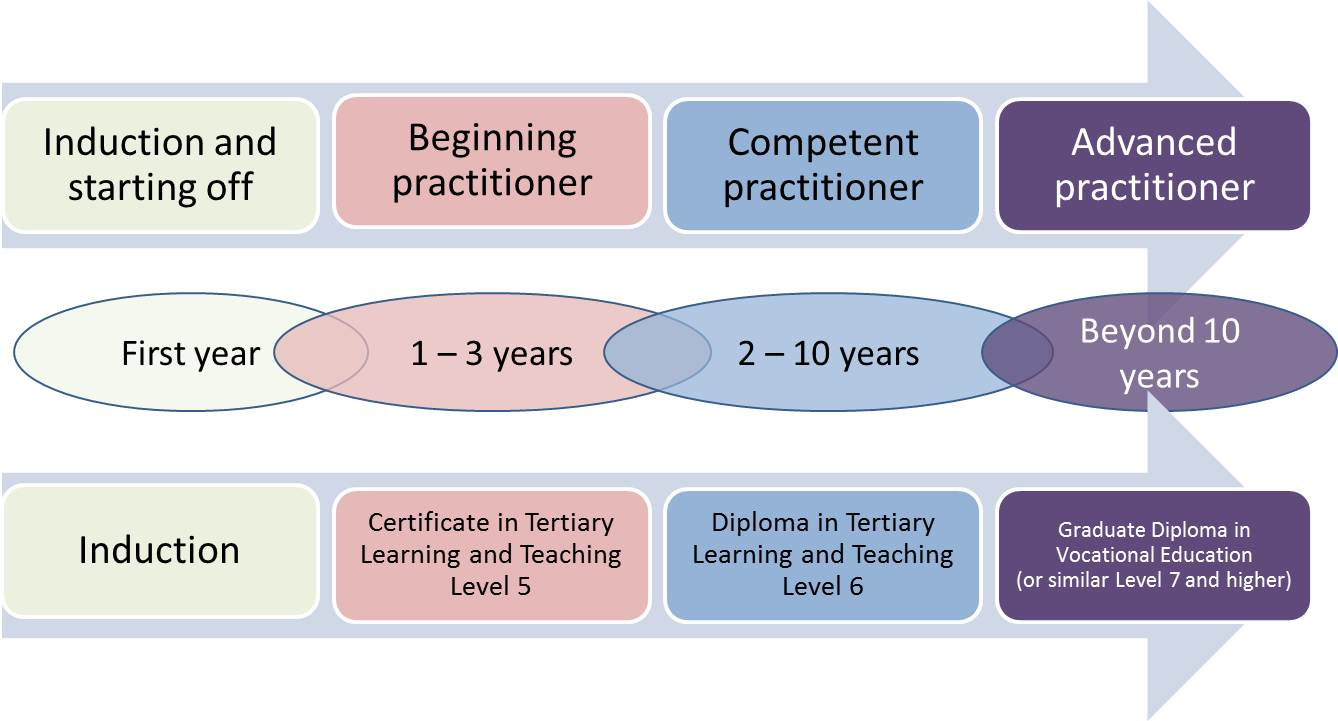 Induction and
starting off
Beginning
practitioner
Competent
practitioner
Advanced
practitioner
First year
1 – 3 years
2 – 10 years
Beyond 10
years
Induction
Certificate in Tertiary
Learning and Teaching
Level 5
Diploma in Tertiary
Learning and Teaching
Level 6
Graduate Diploma in
Vocational Education
(or similar Level 7 and higher)